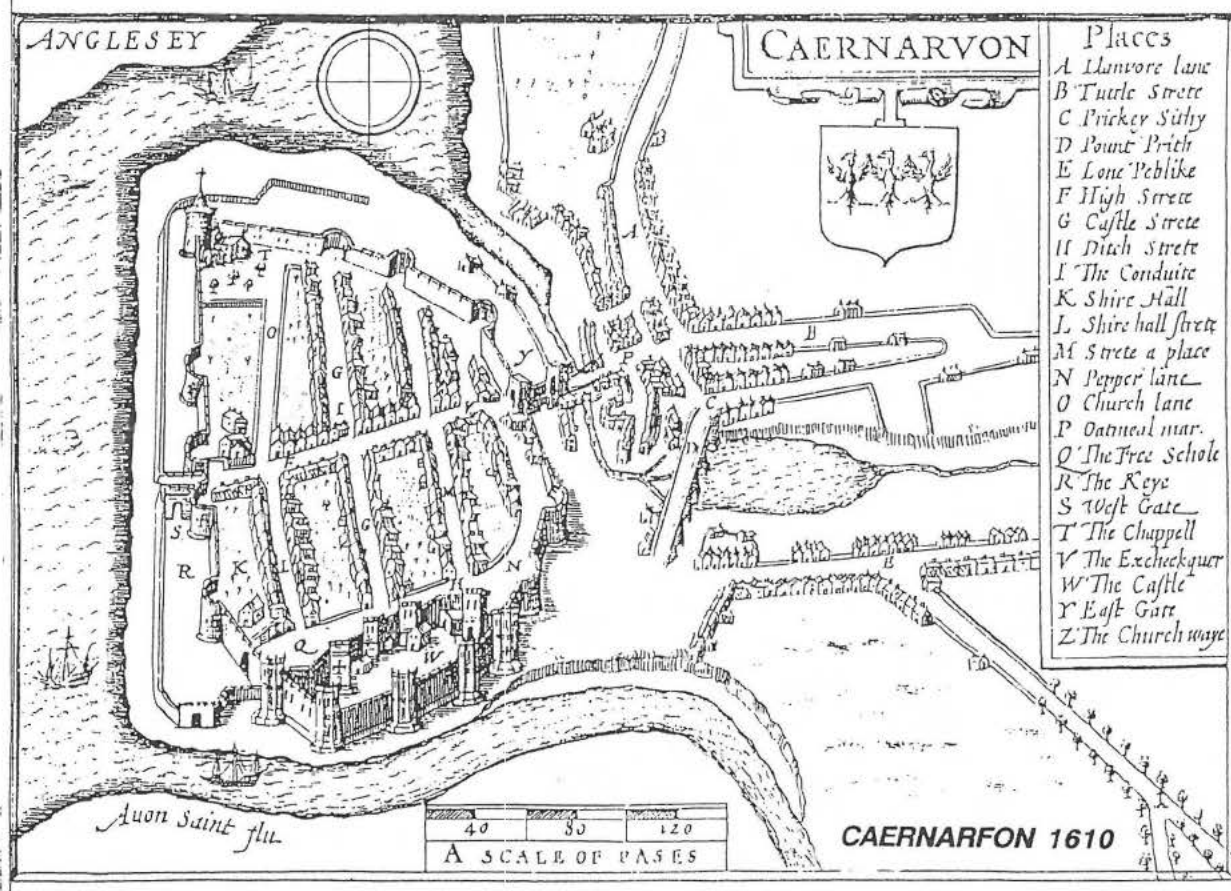 ANGLESEY
CAERNARVON
Places
A Llanvore lane
B Tuttle Strete
C Prickey Sithy
D Pount Prith
E Lone Peblike
F High Strete
G Castle Strete
H Ditch Strete
I The Conduite
K Shire Hall
L Shire hall strete
M Strete a place
N Pepper lane
O Church lane
P Oatmeal mar.
Q The Free Schole
R The Keye
S West Gate
T The Chappell
V The Excheckquer
W The Castle
Y East Gate
Z The Church waye
A
T
O
B
Y
P
G
L
C
S
G
R
K
L
N
E
H
Q
W
Avon Saint flu.
40 80 120
A SCALE OF PASES
CAERNARFON 1610